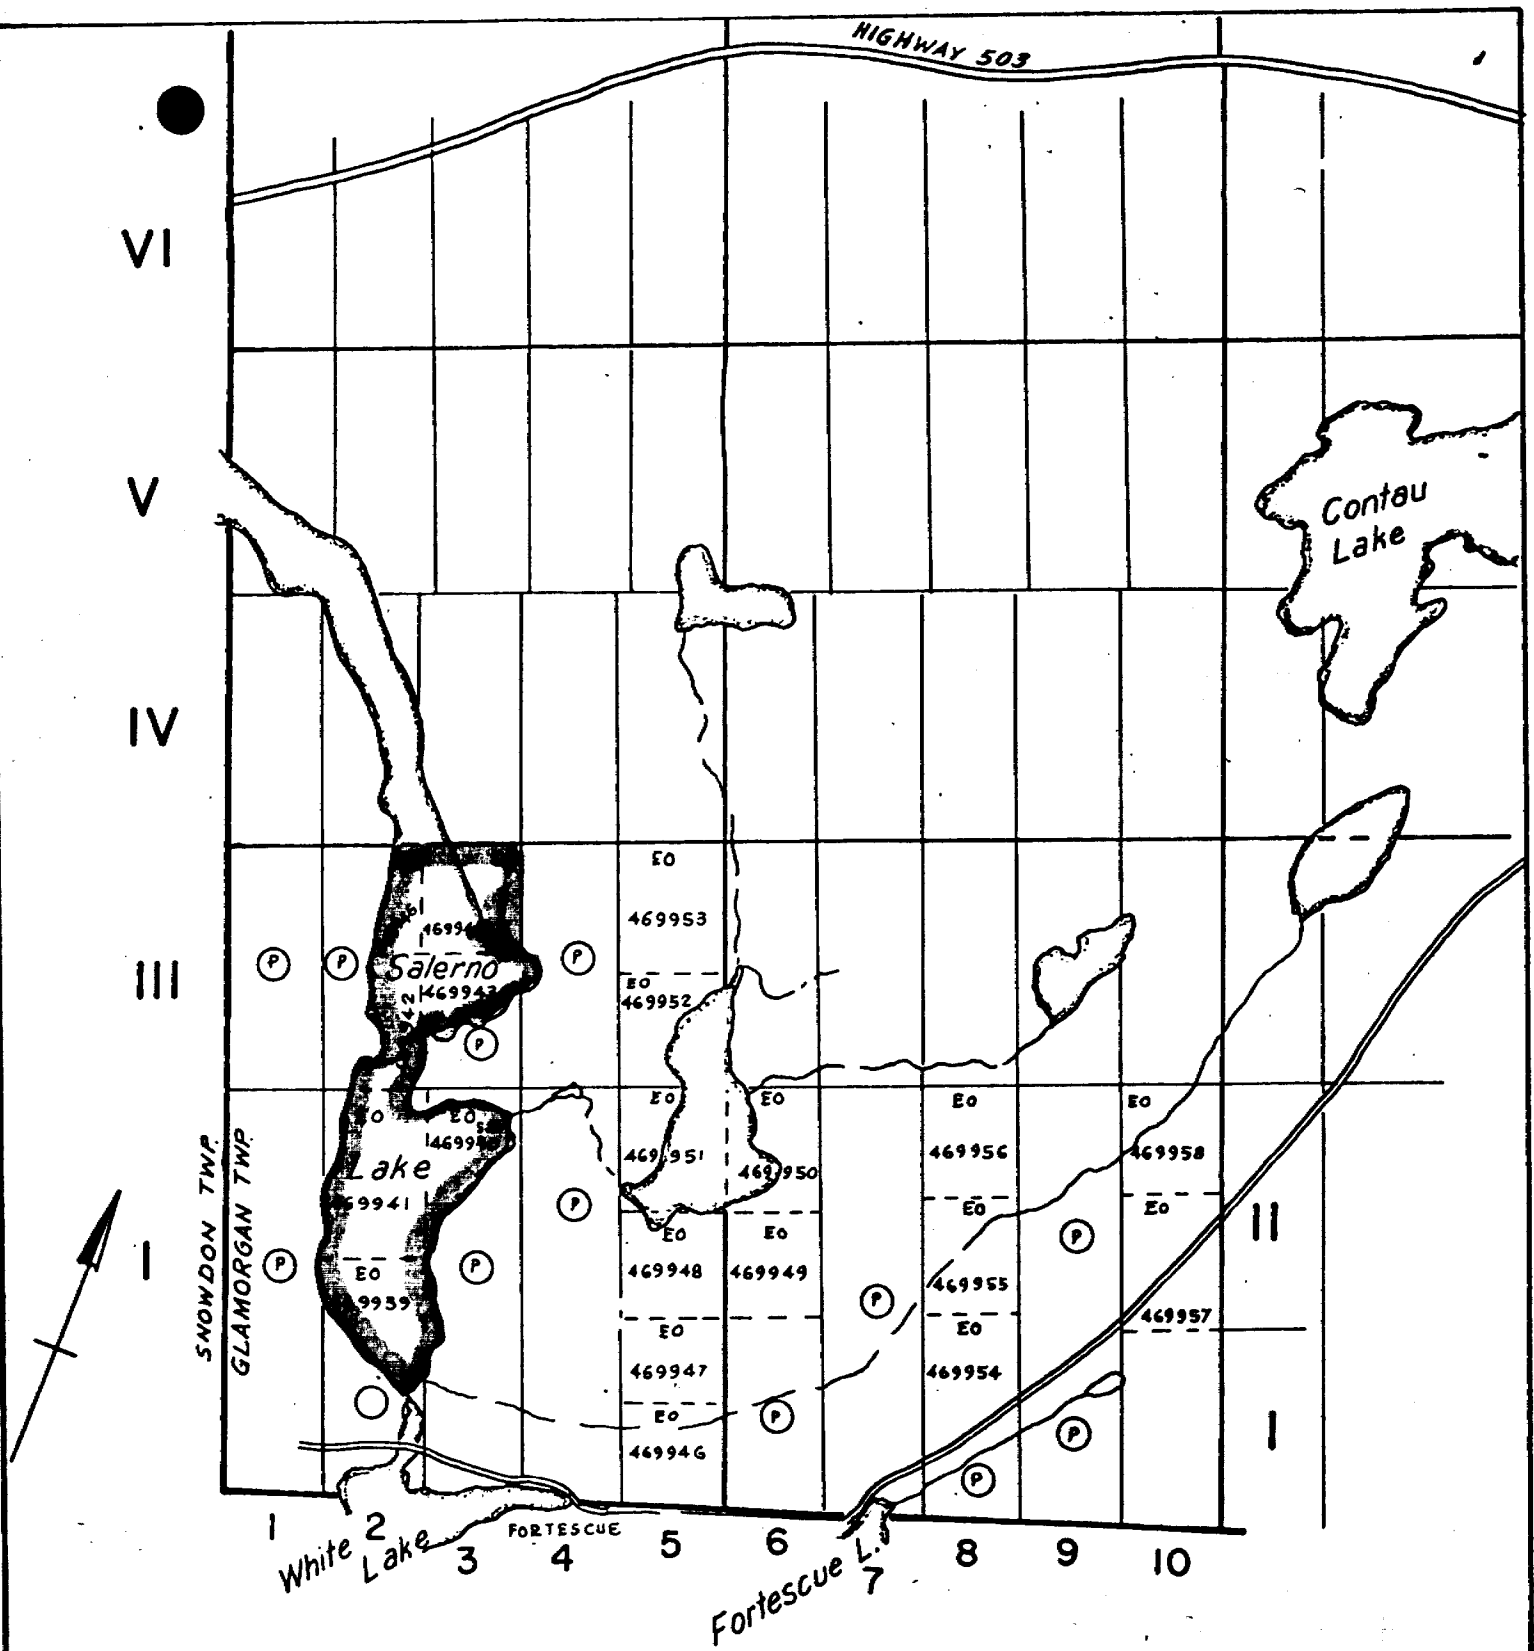 HIGHWAY 503
VI
V
Contau
Lake
IV
EO
469953
III
P
P
Salerno
P
EO
469952
469943
P
EO
EO
EO
EO
EO
469951
469950
469956
469958
Lake
P
EO
EO
EO
EO
II
SNOWDON TWP.
GLAMORGAN TWP.
I
P
EO
P
469948
469949
P
469955
P
469957
EO
EO
469947
469954
EO
P
I
P
469946
P
1
2
3
4
5
6
7
8
9
10
White
Lake
FORTESCUE
Fortescue L.